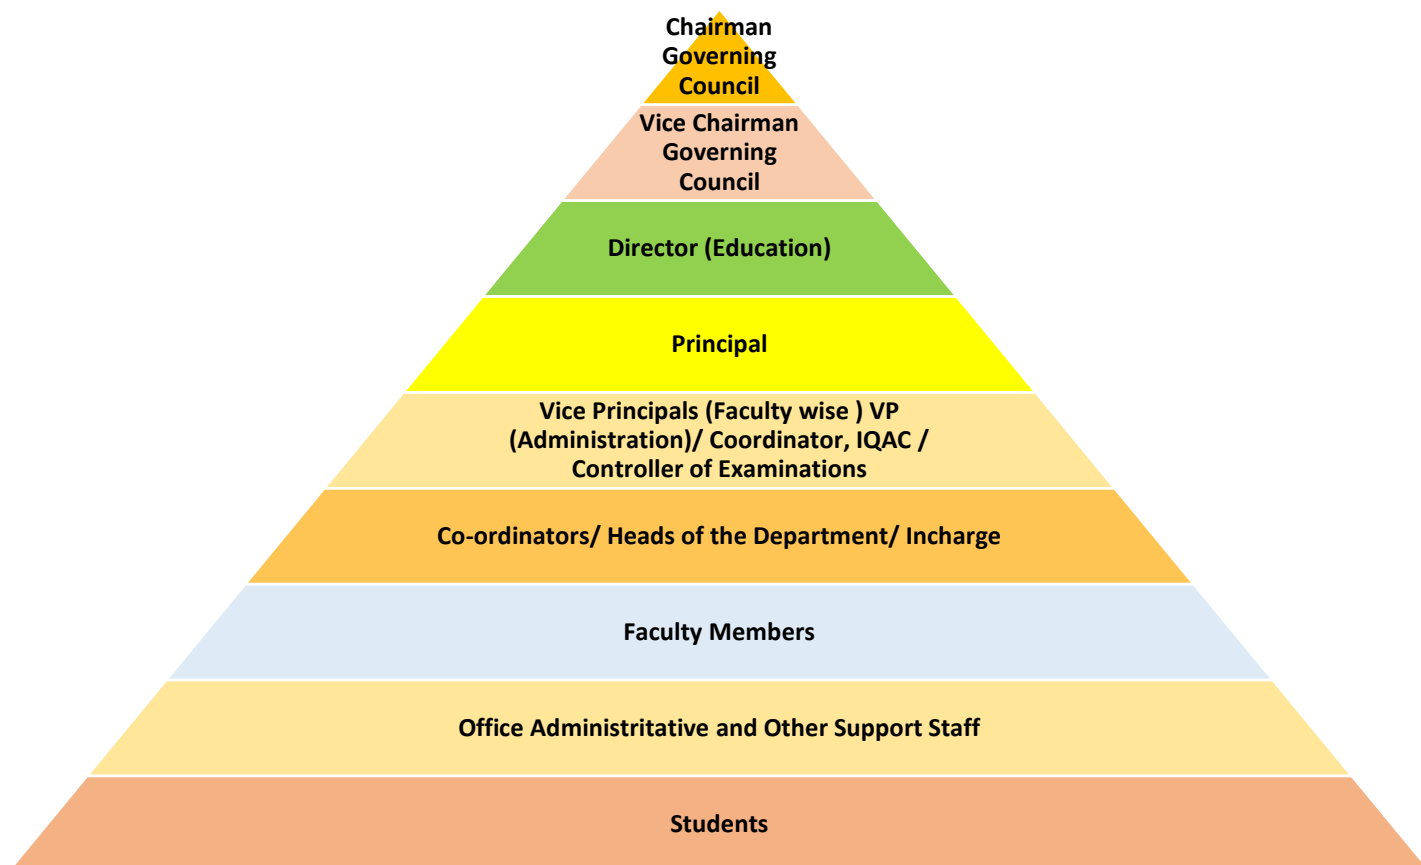 Chairman
Governing
Council
Vice Chairman
Governing
Council
Director (Education)
Principal
Vice Principals (Faculty wise ) VP
(Administration)/ Coordinator, IQAC /
Controller of Examinations
Co-ordinators/ Heads of the Department/ Incharge
Faculty Members
Office Administritative and Other Support Staff
Students